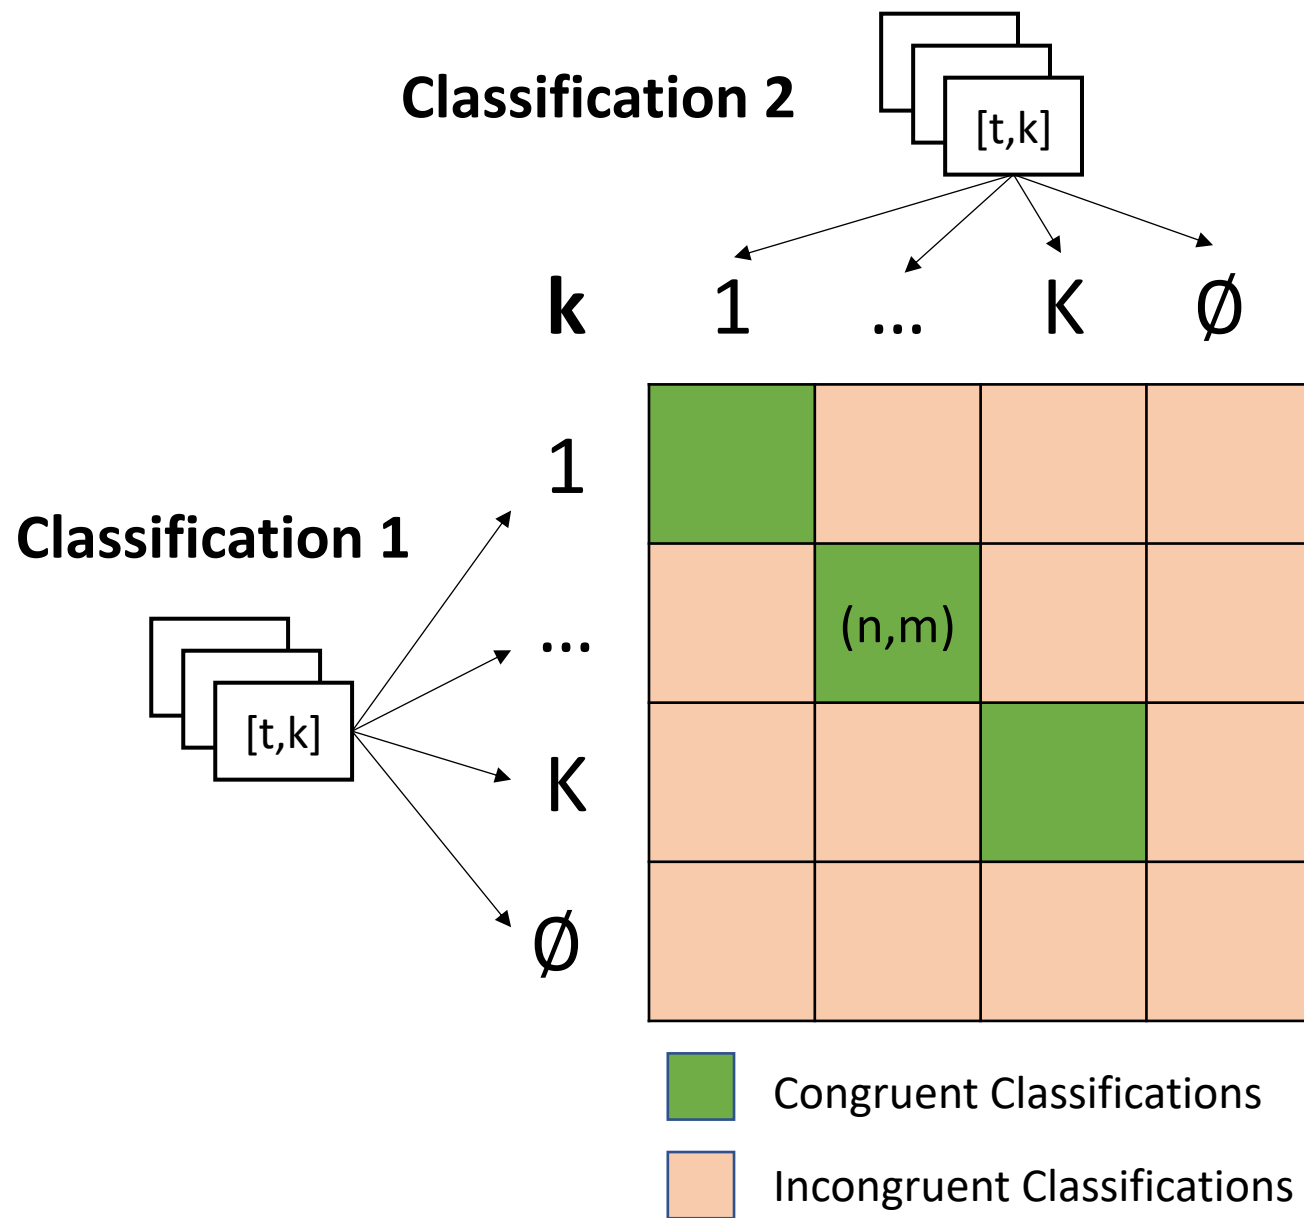 Classification 2
[t,k]
k 1 ... K Ø
1
Classification 1
... (n,m)
[t,k]
K
Ø
Congruent Classifications
Incongruent Classifications